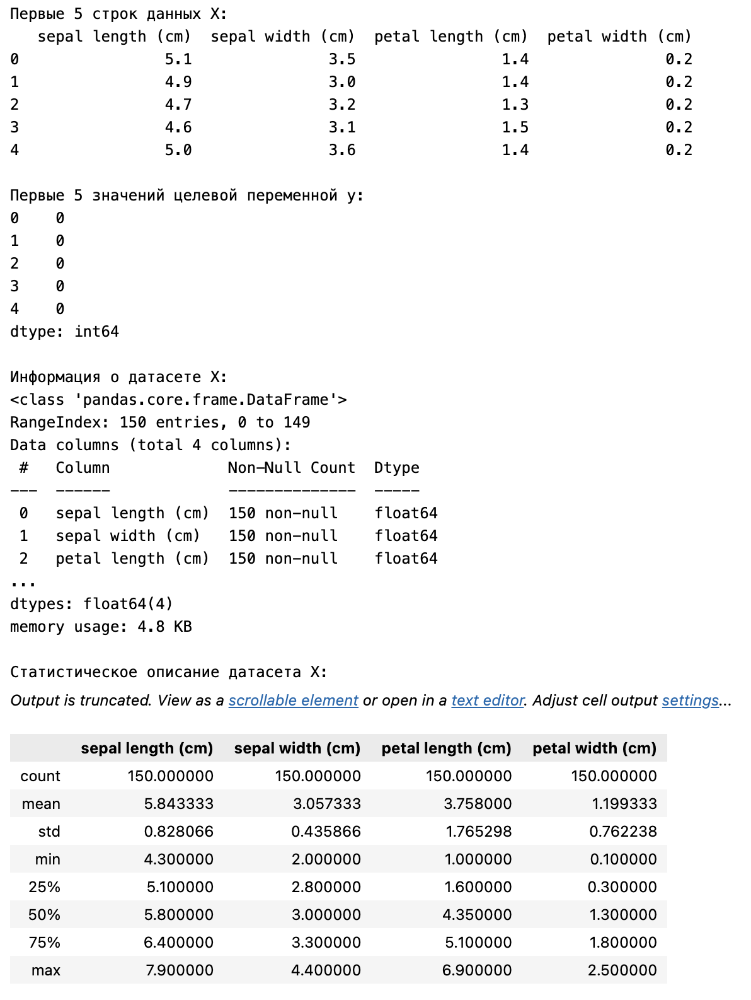 Первые 5 строк данных X:
   sepal length (cm)  sepal width (cm)  petal length (cm)  petal width (cm)
0                5.1               3.5                1.4               0.2
1                4.9               3.0                1.4               0.2
2                4.7               3.2                1.3               0.2
3                4.6               3.1                1.5               0.2
4                5.0               3.6                1.4               0.2
Первые 5 значений целевой переменной y:
0    0
1    0
2    0
3    0
4    0
dtype: int64
Информация о датасете X:
<class 'pandas.core.frame.DataFrame'>
RangeIndex: 150 entries, 0 to 149
Data columns (total 4 columns):
 #   Column             Non-Null Count  Dtype
---  ------             --------------  -----
 0   sepal length (cm)  150 non-null    float64
 1   sepal width (cm)   150 non-null    float64
 2   petal length (cm)  150 non-null    float64
...
dtypes: float64(4)
memory usage: 4.8 KB
Статистическое описание датасета X:
Output is truncated. View as a scrollable element or open in a text editor. Adjust cell output settings...
sepal length (cm) sepal width (cm) petal length (cm) petal width (cm)
count 150.000000 150.000000 150.000000 150.000000
mean 5.843333 3.057333 3.758000 1.199333
std 0.828066 0.435866 1.765298 0.762238
min 4.300000 2.000000 1.000000 0.100000
25% 5.100000 2.800000 1.600000 0.300000
50% 5.800000 3.000000 4.350000 1.300000
75% 6.400000 3.300000 5.100000 1.800000
max 7.900000 4.400000 6.900000 2.500000